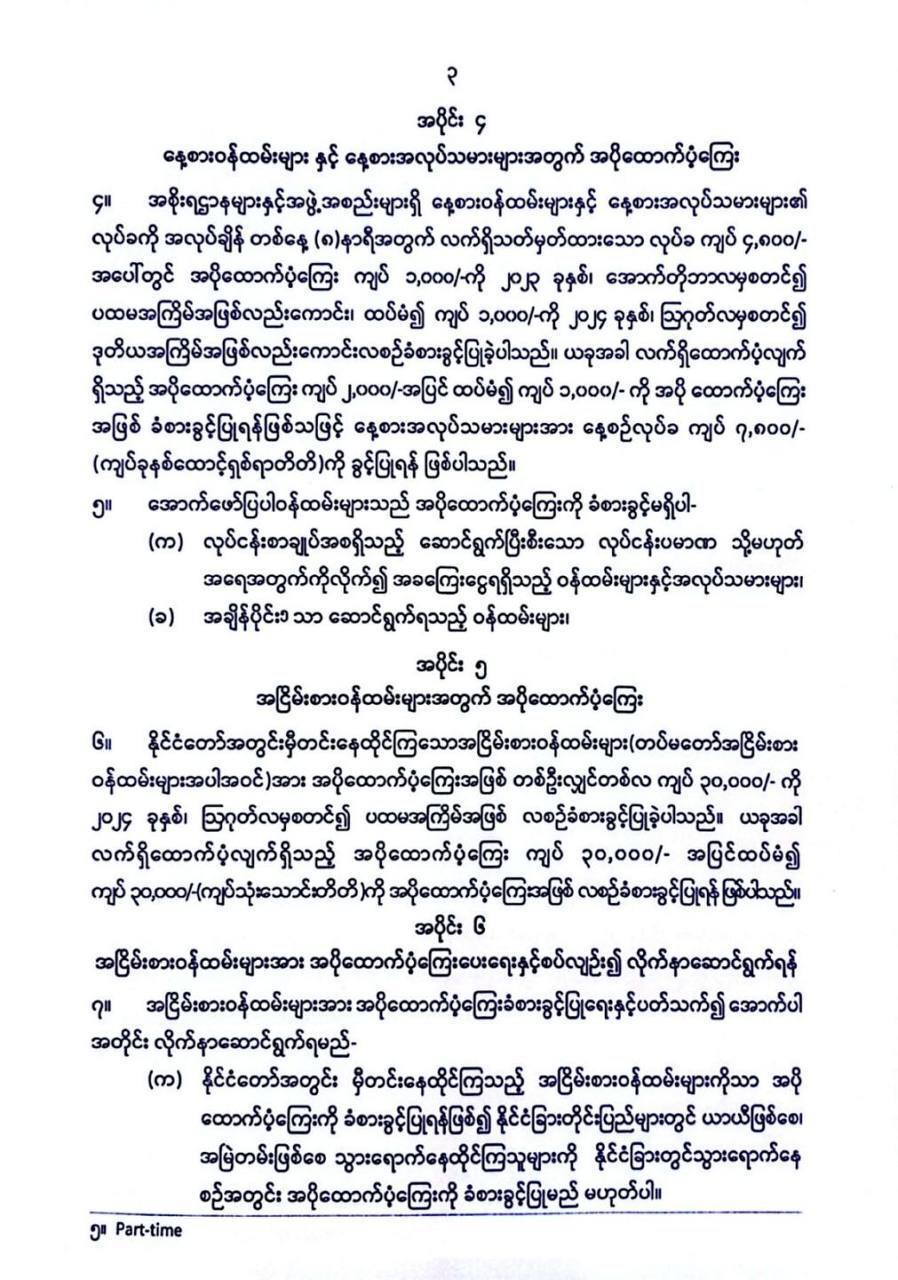 ၃
အပိုင်း ၄
နေ့စားဝန်ထမ်းများ နှင့် နေ့စားအလုပ်သမားများအတွက် အပိုထောက်ပံ့ကြေး
၄။ အစိုးရဌာနများနှင့်အဖွဲ့အစည်းများရှိ နေ့စားဝန်ထမ်းများနှင့် နေ့စားအလုပ်သမားများ၏
လုပ်ခကို အလုပ်ချိန် တစ်နေ့ (၈)နာရီအတွက် လက်ရှိသတ်မှတ်ထားသော လုပ်ခ ကျပ် ၄,၈၀၀/-
အပေါ်တွင် အပိုထောက်ပံ့ကြေး ကျပ် ၁,၀၀၀/-ကို ၂၀၂၃ ခုနှစ်၊ အောက်တိုဘာလမှစတင်၍
ပထမအကြိမ်အဖြစ်လည်းကောင်း၊ ထပ်မံ၍ ကျပ် ၁,၀၀၀/-ကို ၂၀၂၄ ခုနှစ်၊ ဩဂုတ်လမှစတင်၍
ဒုတိယအကြိမ်အဖြစ်လည်းကောင်းလစဉ်ခံစားခွင့်ပြုခဲ့ပါသည်။ ယခုအခါ လက်ရှိထောက်ပံ့လျက်
ရှိသည့် အပိုထောက်ပံ့ကြေး ကျပ် ၂,၀၀၀/-အပြင် ထပ်မံ၍ ကျပ် ၁,၀၀၀/- ကို အပို ထောက်ပံ့ကြေး
အဖြစ် ခံစားခွင့်ပြုရန်ဖြစ်သဖြင့် နေ့စားအလုပ်သမားများအား နေ့စဉ်လုပ်ခ ကျပ် ၇,၈၀၀/-
(ကျပ်ခုနစ်ထောင့်ရှစ်ရာတိတိ)ကို ခွင့်ပြုရန် ဖြစ်ပါသည်။
၅။ အောက်ဖော်ပြပါဝန်ထမ်းများသည် အပိုထောက်ပံ့ကြေးကို ခံစားခွင့်မရှိပါ-
(က) လုပ်ငန်းစာချုပ်အစရှိသည့် ဆောင်ရွက်ပြီးစီးသော လုပ်ငန်းပမာဏ သို့မဟုတ်
အရေအတွက်ကိုလိုက်၍ အခကြေးငွေရရှိသည့် ဝန်ထမ်းများနှင့်အလုပ်သမားများ၊
(ခ) အချိန်ပိုင်း၅ သာ ဆောင်ရွက်ရသည့် ဝန်ထမ်းများ၊
အပိုင်း ၅
အငြိမ်းစားဝန်ထမ်းများအတွက် အပိုထောက်ပံ့ကြေး
၆။ နိုင်ငံတော်အတွင်းမှီတင်းနေထိုင်ကြသောအငြိမ်းစားဝန်ထမ်းများ(တပ်မတော်အငြိမ်းစား
ဝန်ထမ်းများအပါအဝင်)အား အပိုထောက်ပံ့ကြေးအဖြစ် တစ်ဦးလျှင်တစ်လ ကျပ် ၃၀,၀၀၀/- ကို
၂၀၂၄ ခုနှစ်၊ ဩဂုတ်လမှစတင်၍ ပထမအကြိမ်အဖြစ် လစဉ်ခံစားခွင့်ပြုခဲ့ပါသည်။ ယခုအခါ
လက်ရှိထောက်ပံ့လျက်ရှိသည့် အပိုထောက်ပံ့ကြေး ကျပ် ၃၀,၀၀၀/- အပြင်ထပ်မံ၍
ကျပ် ၃၀,၀၀၀/-(ကျပ်သုံးသောင်းတိတိ)ကို အပိုထောက်ပံ့ကြေးအဖြစ် လစဉ်ခံစားခွင့်ပြုရန် ဖြစ်ပါသည်။
အပိုင်း ၆
အငြိမ်းစားဝန်ထမ်းများအား အပိုထောက်ပံ့ကြေးပေးရေးနှင့်စပ်လျဉ်း၍ လိုက်နာဆောင်ရွက်ရန်
၇။ အငြိမ်းစားဝန်ထမ်းများအား အပိုထောက်ပံ့ကြေးခံစားခွင့်ပြုရေးနှင့်ပတ်သက်၍ အောက်ပါ
အတိုင်း လိုက်နာဆောင်ရွက်ရမည်-
(က) နိုင်ငံတော်အတွင်း မှီတင်းနေထိုင်ကြသည့် အငြိမ်းစားဝန်ထမ်းများကိုသာ အပို
ထောက်ပံ့ကြေးကို ခံစားခွင့်ပြုရန်ဖြစ်၍ နိုင်ငံခြားတိုင်းပြည်များတွင် ယာယီဖြစ်စေ၊
အမြဲတမ်းဖြစ်စေ သွားရောက်နေထိုင်ကြသူများကို နိုင်ငံခြားတွင်သွားရောက်နေ
စဉ်အတွင်း အပိုထောက်ပံ့ကြေးကို ခံစားခွင့်ပြုမည် မဟုတ်ပါ။
၅။ Part-time